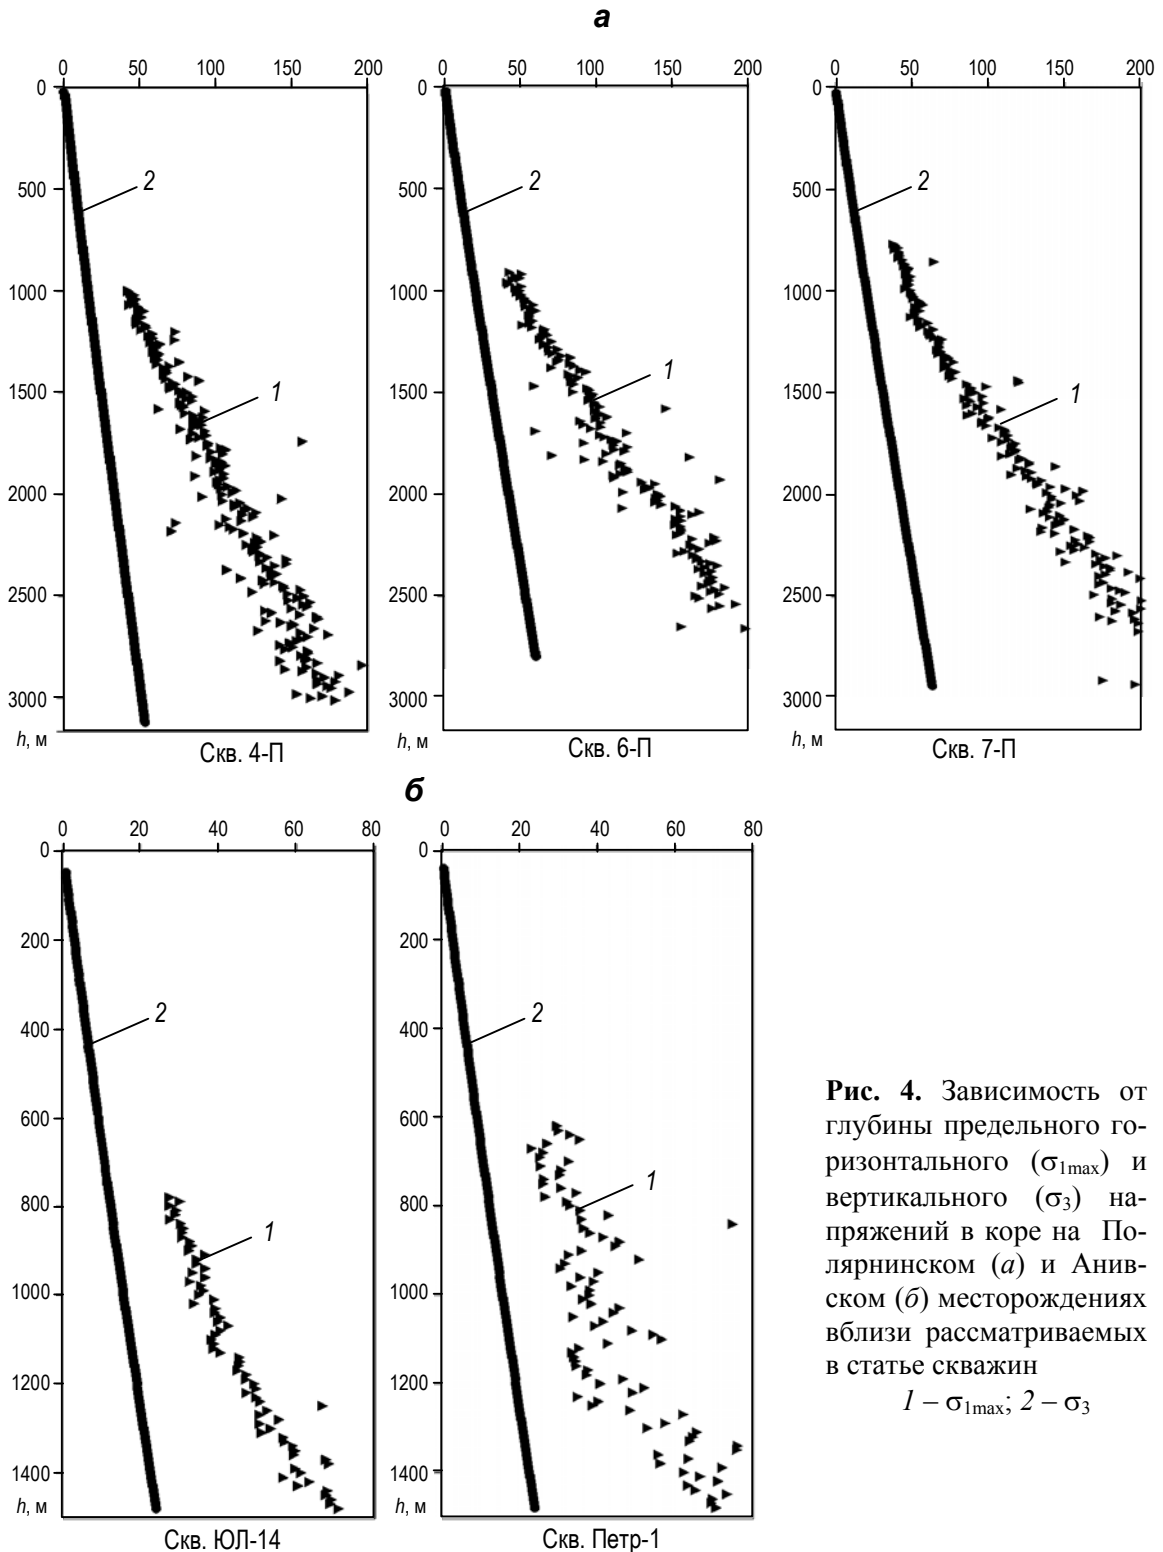 а
0 50 100 150 200
0
500
1000
1500
2000
2500
3000
h, м
2
1
Скв. 4-П
0 50 100 150 200
0
500
1000
1500
2000
2500
3000
h, м
2
1
Скв. 6-П
0 50 100 150 200
0
500
1000
1500
2000
2500
3000
h, м
2
1
Скв. 7-П
б
0 20 40 60 80
0
200
400
600
800
1000
1200
1400
h, м
2
1
Скв. ЮЛ-14
0 20 40 60 80
0
200
400
600
800
1000
1200
1400
h, м
2
1
Скв. Петр-1
Рис. 4. Зависимость от
глубины предельного го-
ризонтального (σ1max) и
вертикального (σ3) на-
пряжений в коре на По-
лярнинском (а) и Анив-
ском (б) месторождениях
вблизи рассматриваемых
в статье скважин
1 – σ1max; 2 – σ3